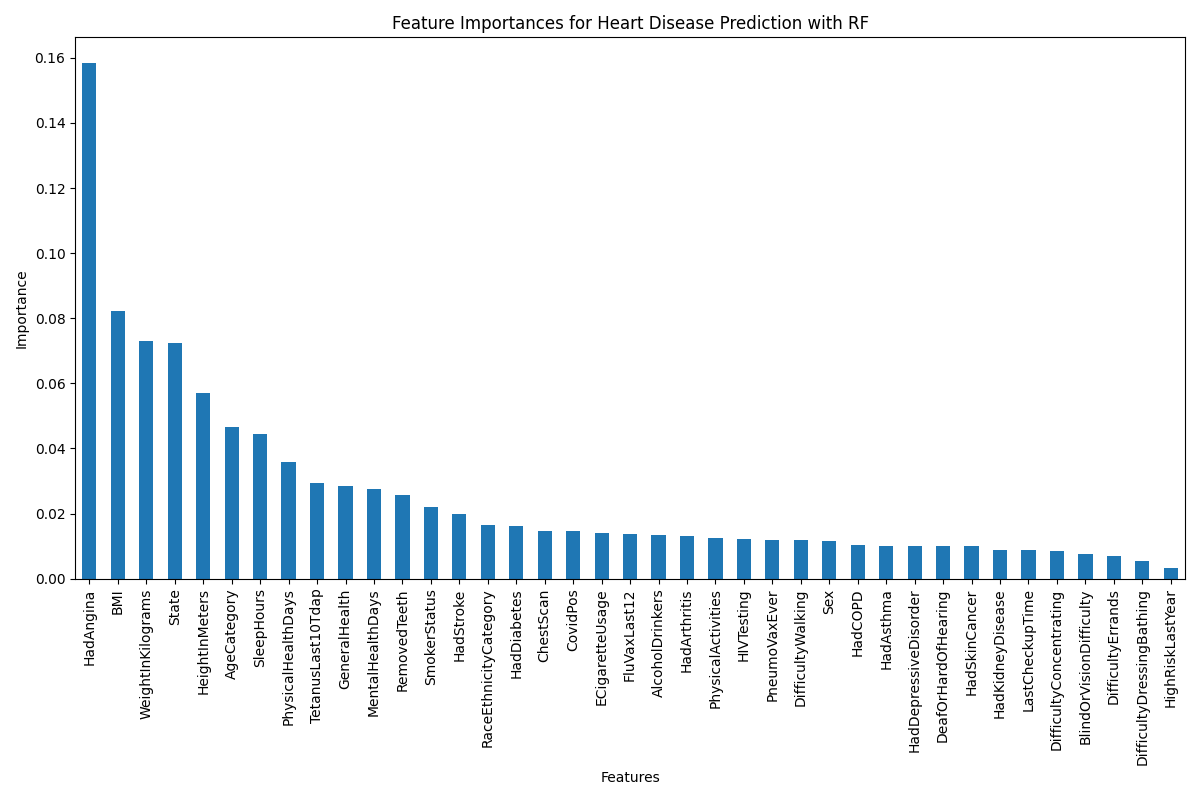 Feature Importances for Heart Disease Prediction with RF
0.16
0.14
0.12
0.10
0.08
0.06
0.04
0.02
0.00
Importance
HadAngina
BMI
WeightInKilograms
State
HeightInMeters
AgeCategory
SleepHours
PhysicalHealthDays
TetanusLast10Tdap
GeneralHealth
MentalHealthDays
RemovedTeeth
SmokerStatus
HadStroke
RaceEthnicityCategory
HadDiabetes
ChestScan
CovidPos
ECigaretteUsage
FluVaxLast12
AlcoholDrinkers
HadArthritis
PhysicalActivities
HIVTesting
PneumoVaxEver
DifficultyWalking
Sex
HadCOPD
HadAsthma
HadDepressiveDisorder
DeafOrHardOfHearing
HadSkinCancer
HadKidneyDisease
LastCheckupTime
DifficultyConcentrating
BlindOrVisionDifficulty
DifficultyErrands
DifficultyDressingBathing
HighRiskLastYear
Features